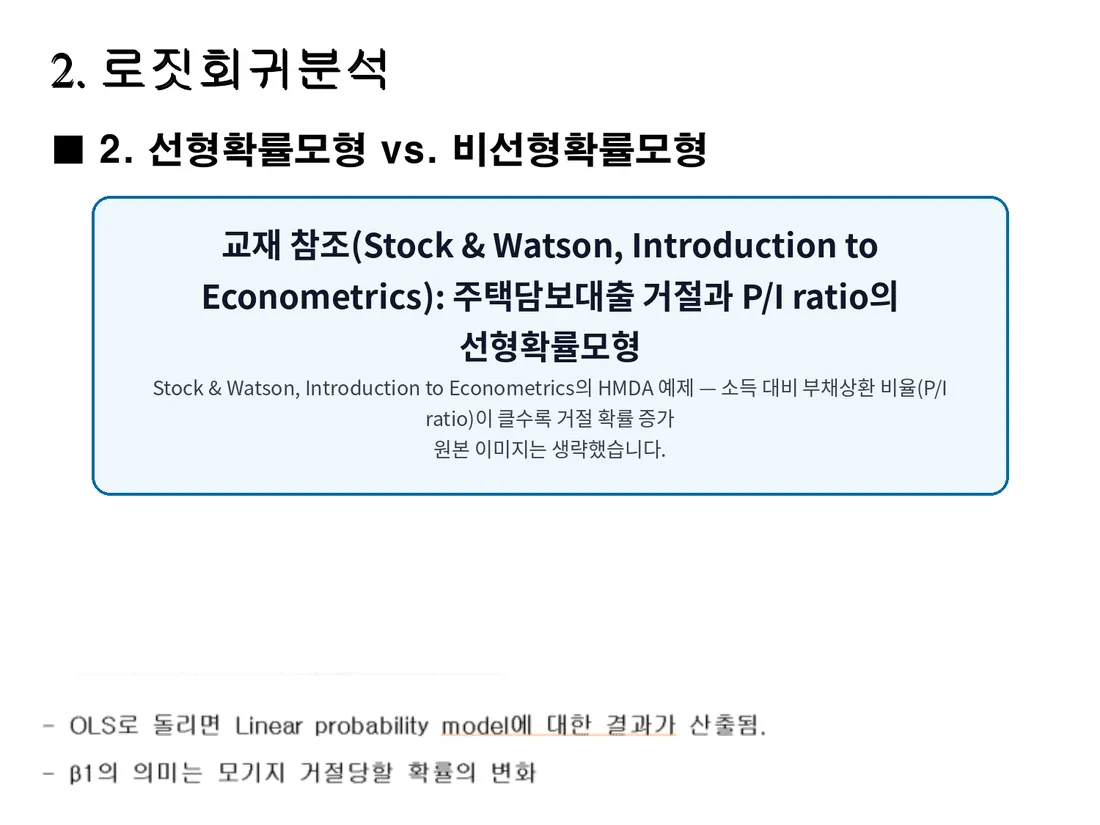 2. 로짓회귀분석
■ 2. 선형확률모형 vs. 비선형확률모형
교재 참조(Stock & Watson, Introduction to
Econometrics): 주택담보대출 거절과 P/I ratio의
선형확률모형
Stock & Watson, Introduction to Econometrics의 HMDA 예제 — 소득 대비 부채상환 비율(P/I
ratio)이 클수록 거절 확률 증가
원본 이미지는 생략했습니다.
– OLS로 돌리면 Linear probability model에 대한 결과가 산출됨.
– β1의 의미는 모기지 거절당할 확률의 변화